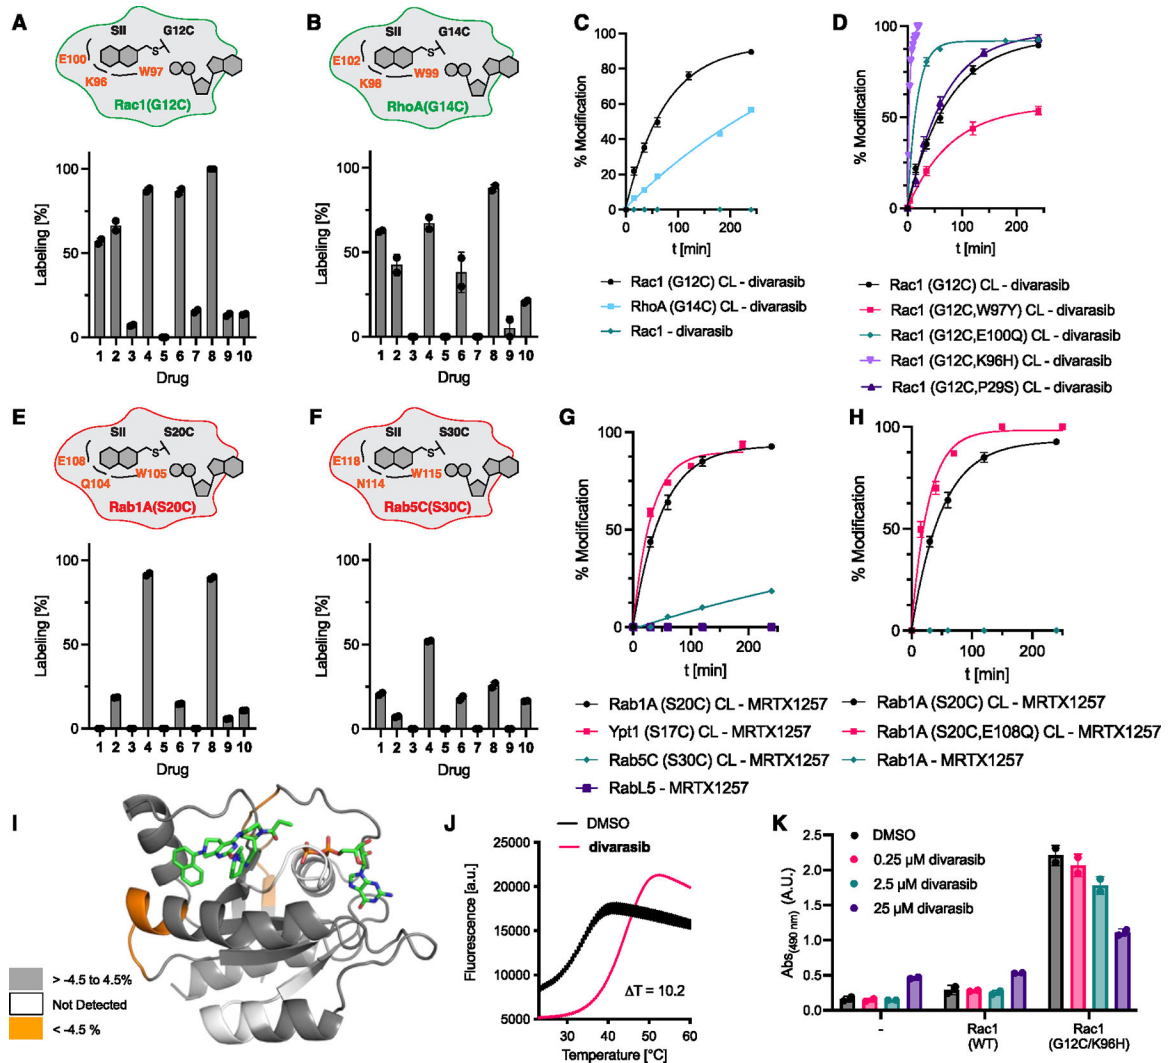 A
SII G12C
E100
S
W97
K96
Rac1(G12C)
Labeling [%]
100
50
0
1 2 3 4 5 6 7 8 9 10
Drug
B
SII G14C
E102
S
W99
K98
RhoA(G14C)
Labeling [%]
100
50
0
1 2 3 4 5 6 7 8 9 10
Drug
C
% Modification
100
80
60
40
20
0
0 100 200
t [min]
Rac1 (G12C) CL - divarasib
RhoA (G14C) CL - divarasib
Rac1 - divarasib
D
% Modification
100
50
0
0 100 200
t [min]
Rac1 (G12C) CL - divarasib
Rac1 (G12C,W97Y) CL - divarasib
Rac1 (G12C,E100Q) CL - divarasib
Rac1 (G12C,K96H) CL - divarasib
Rac1 (G12C,P29S) CL - divarasib
E
SII S20C
E108
S
W105
Q104
Rab1A(S20C)
Labeling [%]
100
50
0
1 2 3 4 5 6 7 8 9 10
Drug
F
SII S30C
E118
S
W115
N114
Rab5C(S30C)
Labeling [%]
100
50
0
1 2 3 4 5 6 7 8 9 10
Drug
G
% Modification
100
50
0
0 100 200
t [min]
Rab1A (S20C) CL - MRTX1257
Ypt1 (S17C) CL - MRTX1257
Rab5C (S30C) CL - MRTX1257
RabL5 - MRTX1257
H
% Modification
100
50
0
0 100 200
t [min]
Rab1A (S20C) CL - MRTX1257
Rab1A (S20C,E108Q) CL - MRTX1257
Rab1A - MRTX1257
I
> -4.5 to 4.5%
Not Detected
< -4.5 %
J
DMSO
divarasib
Fluorescence [a.u.]
25000
20000
15000
10000
5000
ΔT = 10.2
30 40 50 60
Temperature [°C]
K
DMSO
0.25 µM divarasib
2.5 µM divarasib
25 µM divarasib
Abs(490 nm) (A.U.)
2.5
2.0
1.5
1.0
0.5
0.0
- Rac1 (WT) Rac1 (G12C/K96H)